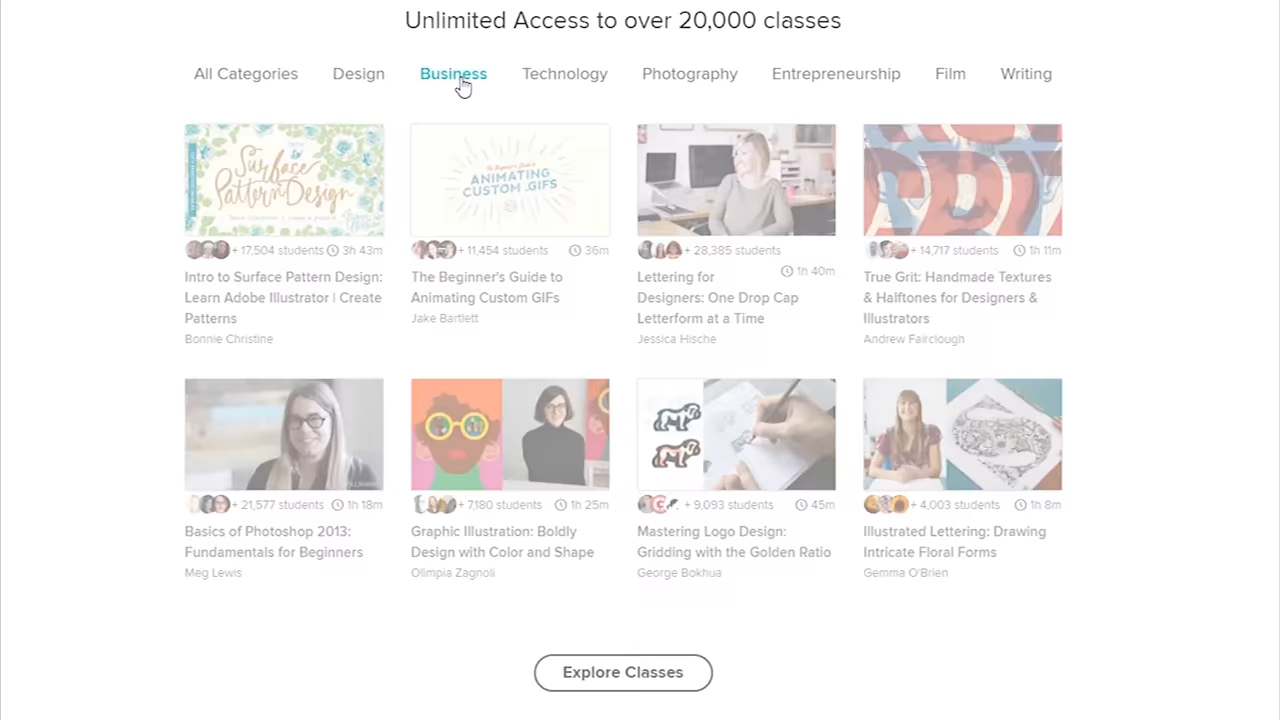 Unlimited Access to over 20,000 classes
All Categories Design Business Technology Photography Entrepreneurship Film Writing
Surface
Pattern Design
ANIMATING
CUSTOM .GIFS
+ 17,504 students 3h 43m
+ 11,454 students 36m
+ 28,385 students
1h 40m
+ 14,717 students 1h 11m
Intro to Surface Pattern Design:
Learn Adobe Illustrator | Create
Patterns
Bonnie Christine
The Beginner's Guide to
Animating Custom GIFs
Jake Bartlett
Lettering for
Designers: One Drop Cap
Letterform at a Time
Jessica Hische
True Grit: Handmade Textures
& Halftones for Designers &
Illustrators
Andrew Fairclough
+ 21,577 students 1h 18m
+ 7,180 students 1h 25m
+ 9,093 students 45m
+ 4,003 students 1h 8m
Basics of Photoshop 2013:
Fundamentals for Beginners
Meg Lewis
Graphic Illustration: Boldly
Design with Color and Shape
Olimpia Zagnoli
Mastering Logo Design:
Gridding with the Golden Ratio
George Bokhua
Illustrated Lettering: Drawing
Intricate Floral Forms
Gemma O'Brien
Explore Classes